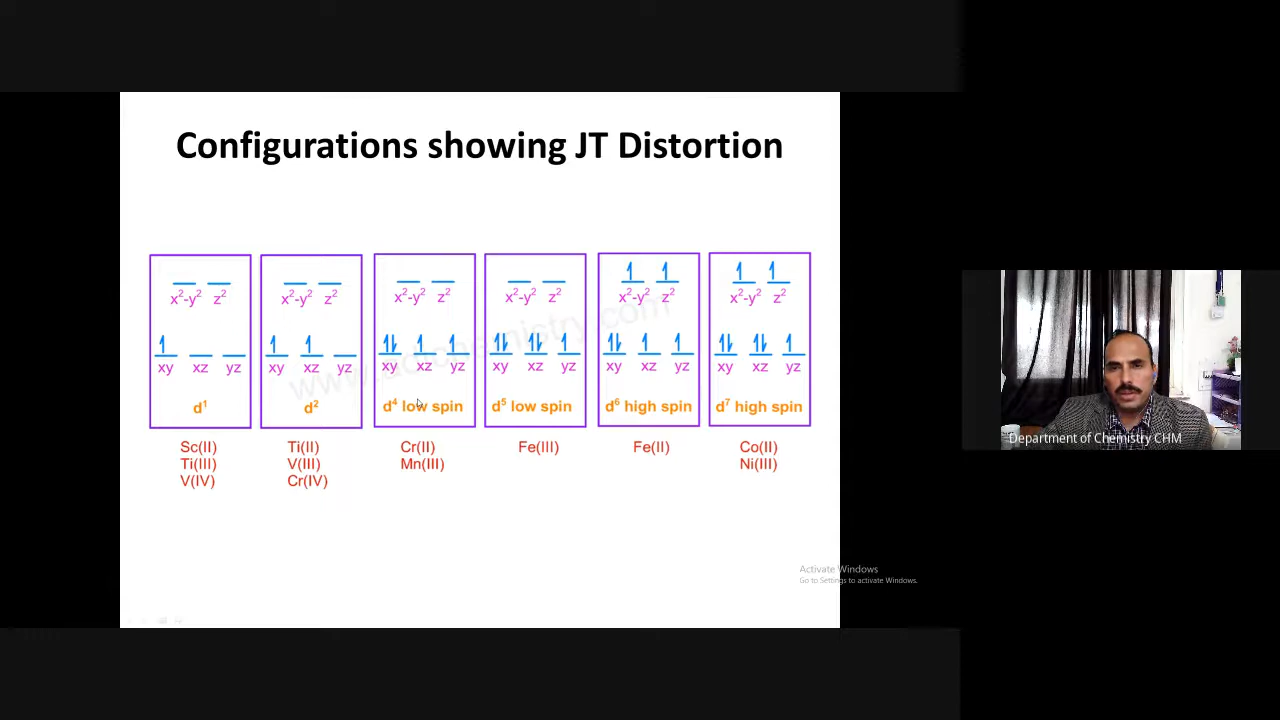 Configurations showing JT Distortion
x²-y² z²
x²-y² z²
x²-y² z²
x²-y² z²
x²-y² z²
x²-y² z²
xy xz yz
xy xz yz
xy xz yz
xy xz yz
xy xz yz
xy xz yz
d¹
d²
d⁴ low spin
d⁵ low spin
d⁶ high spin
d⁷ high spin
Sc(II)
Ti(III)
V(IV)
Ti(II)
V(III)
Cr(IV)
Cr(II)
Mn(III)
Fe(III)
Fe(II)
Co(II)
Ni(III)
Department of Chemistry CHM
Activate Windows
Go to Settings to activate Windows.